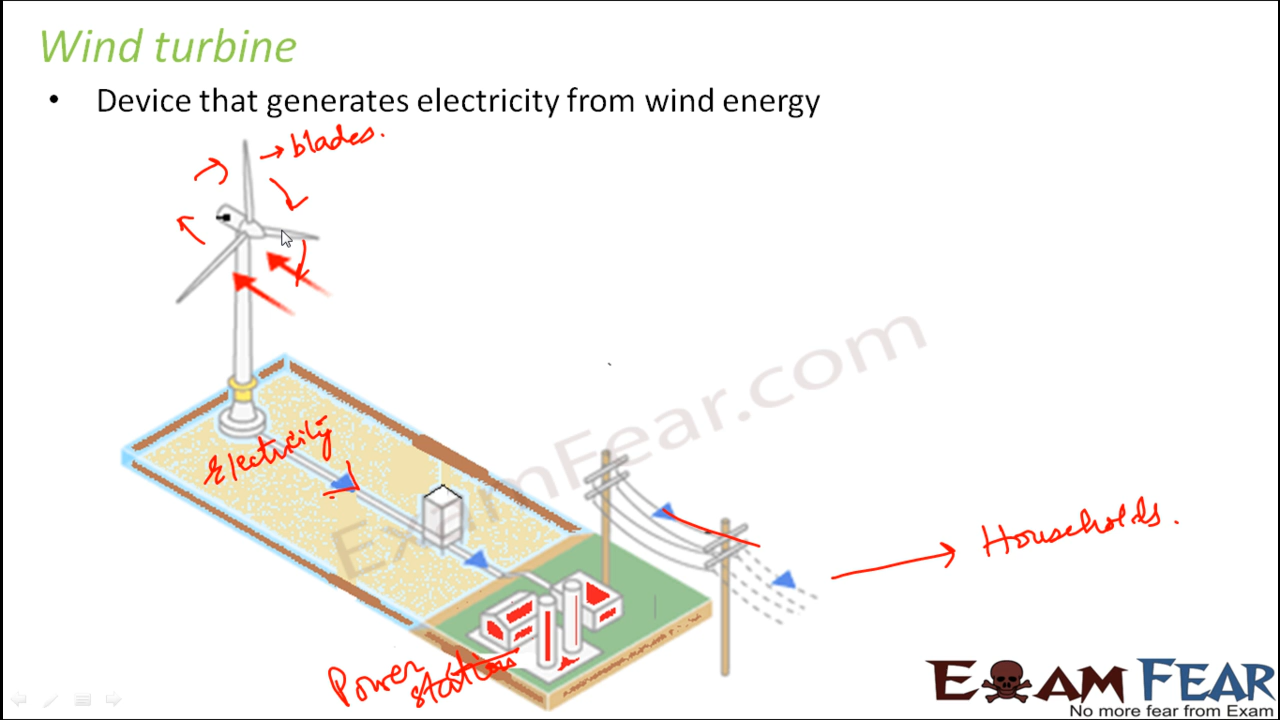 Wind turbine
• Device that generates electricity from wind energy
blades.
Electricity
ExamFear.com
Households.
Power
station
EXAM FEAR
No more fear from Exam